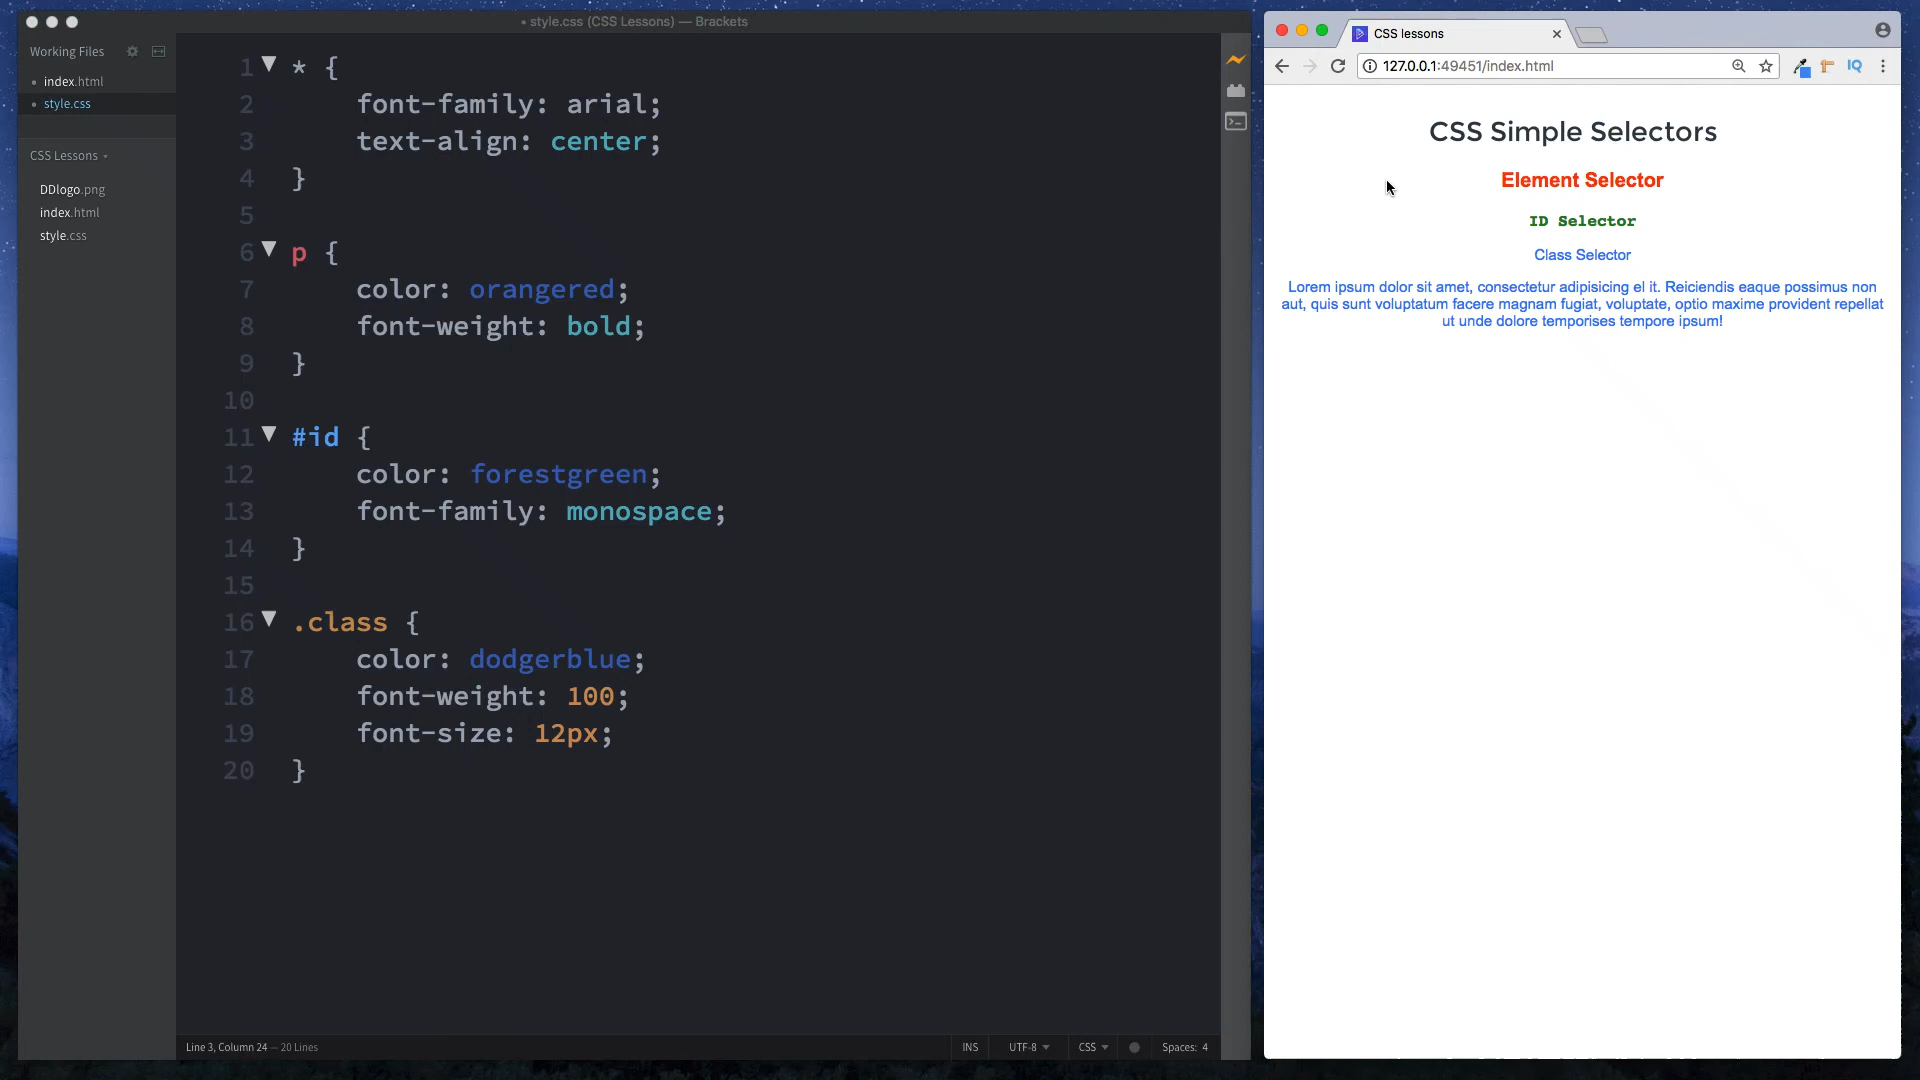 • style.css (CSS Lessons) — Brackets
Working Files
index.html
style.css
CSS Lessons
DDlogo.png
index.html
style.css
1 * {
2 font-family: arial;
3 text-align: center;
4 }
5
6 p {
7 color: orangered;
8 font-weight: bold;
9 }
10
11 #id {
12 color: forestgreen;
13 font-family: monospace;
14 }
15
16 .class {
17 color: dodgerblue;
18 font-weight: 100;
19 font-size: 12px;
20 }
Line 3, Column 24 — 20 Lines
INS UTF-8 CSS Spaces: 4
CSS lessons
127.0.0.1:49451/index.html
IQ
CSS Simple Selectors
Element Selector
ID Selector
Class Selector
Lorem ipsum dolor sit amet, consectetur adipisicing el it. Reiciendis eaque possimus non
aut, quis sunt voluptatum facere magnam fugiat, voluptate, optio maxime provident repellat
ut unde dolore temporises tempore ipsum!